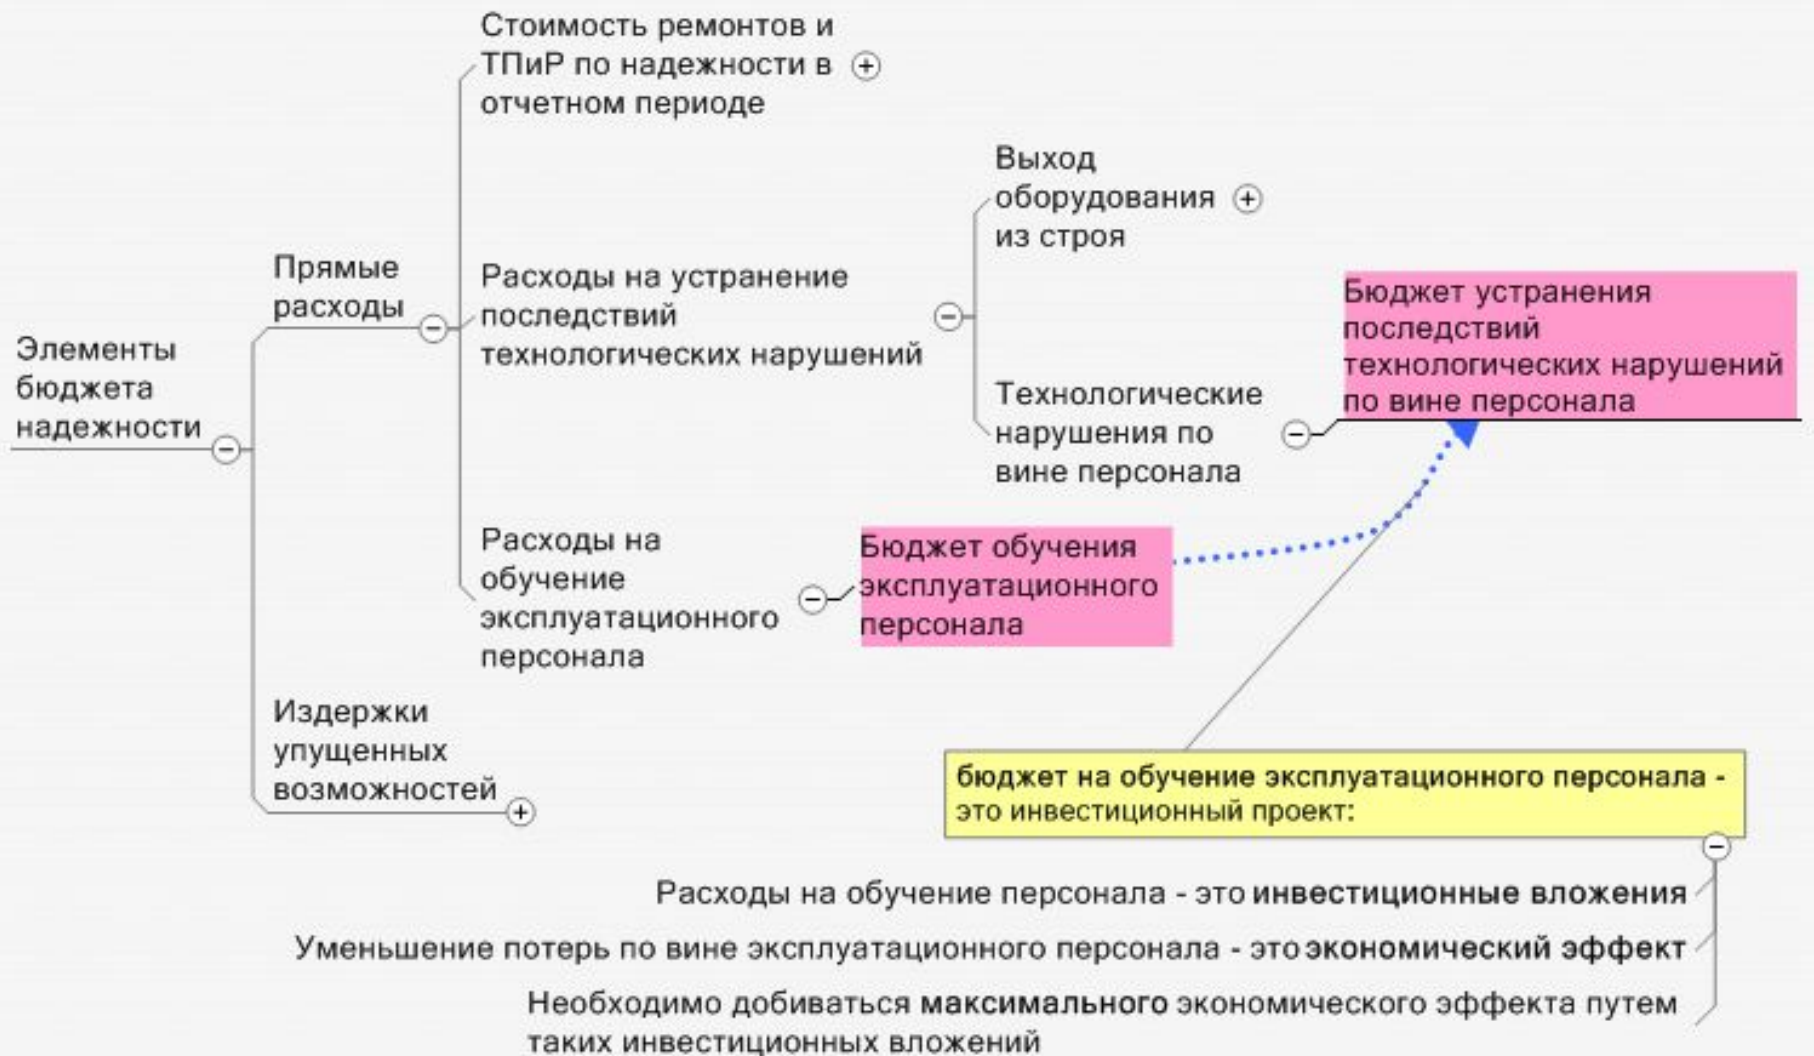 Стоимость ремонтов и
ТПиР по надежности в
отчетном периоде
Выход
оборудования
из строя
Прямые
расходы
Расходы на устранение
последствий
технологических нарушений
Бюджет устранения
последствий
технологических нарушений
по вине персонала
Элементы
бюджета
надежности
Технологические
нарушения по
вине персонала
Расходы на
обучение
эксплуатационного
персонала
Бюджет обучения
эксплуатационного
персонала
Издержки
упущенных
возможностей
бюджет на обучение эксплуатационного персонала -
это инвестиционный проект:
Расходы на обучение персонала - это инвестиционные вложения
Уменьшение потерь по вине эксплуатационного персонала - это экономический эффект
Необходимо добиваться максимального экономического эффекта путем
таких инвестиционных вложений